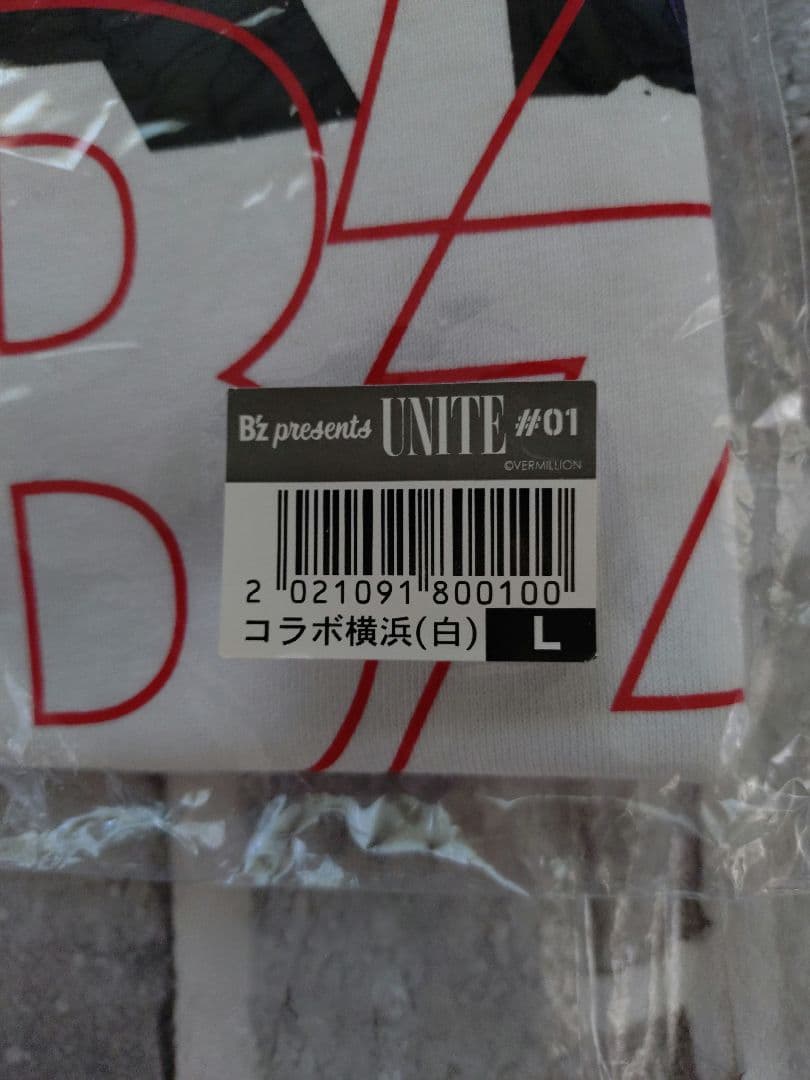 B'z presents UNITE #01
©VERMILLION
2 021091 800100
コラボ横浜(白) L
B'z